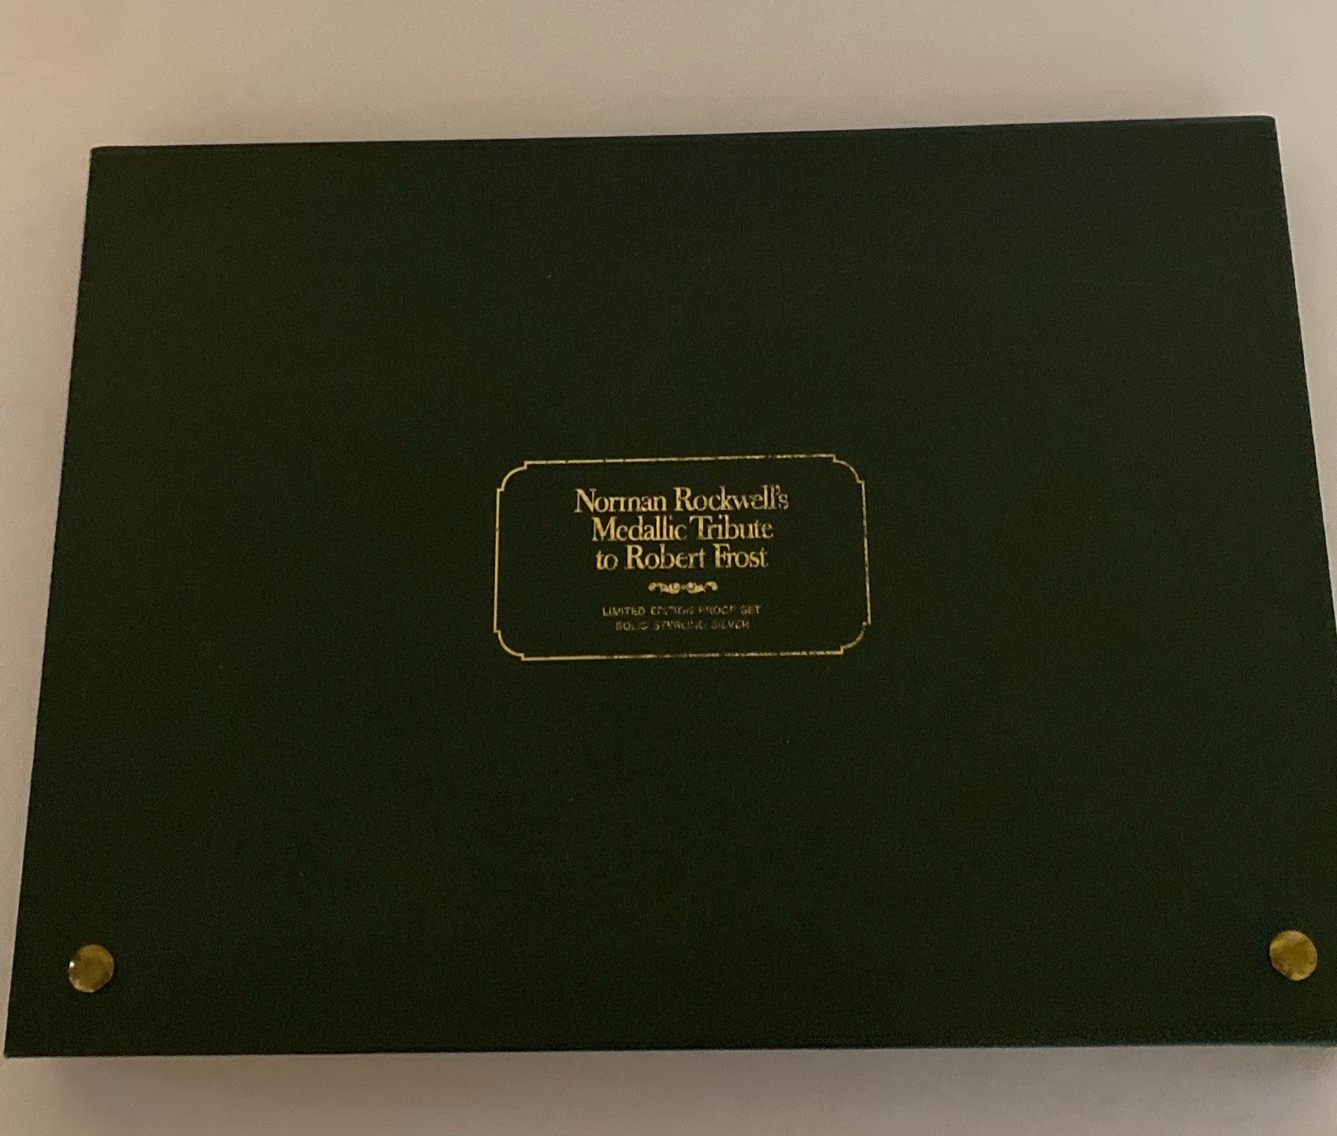 Norman Rockwell's
Medallic Tribute
to Robert Frost
LIMITED EDITION PROOF SET
SOLID STERLING SILVER